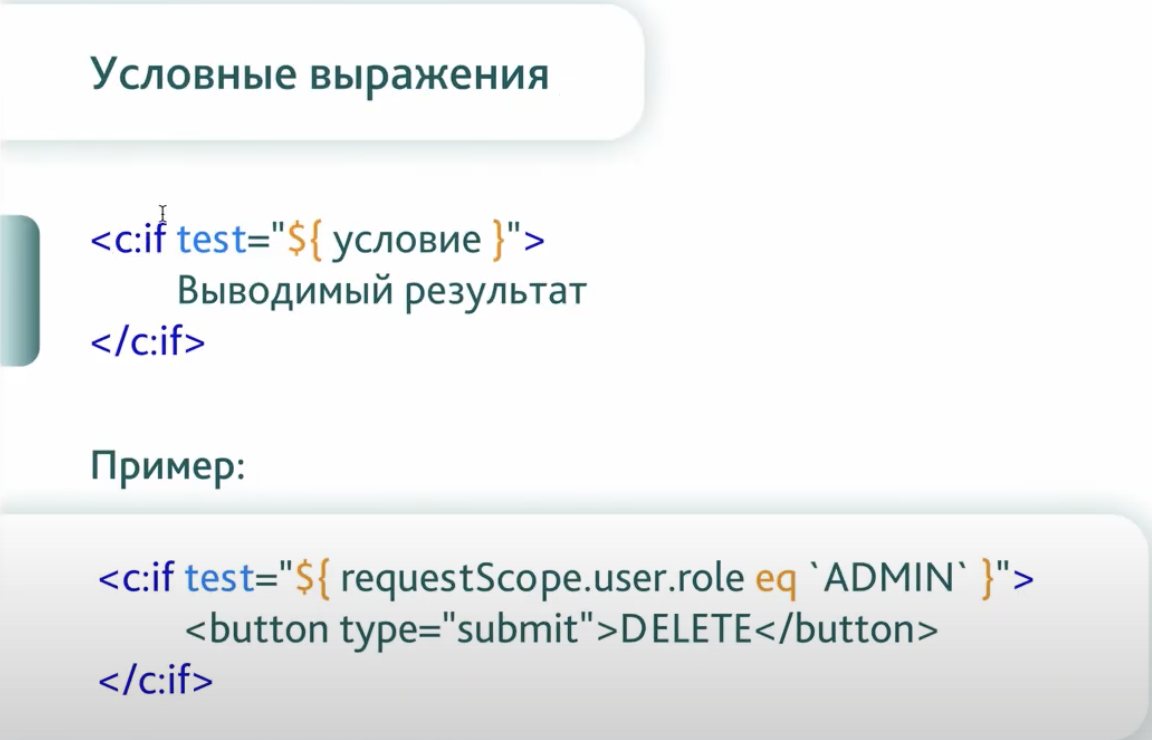 Условные выражения
<c:if test="${ условие }">
Выводимый результат
</c:if>
Пример:
<c:if test="${ requestScope.user.role eq `ADMIN` }">
<button type="submit">DELETE</button>
</c:if>